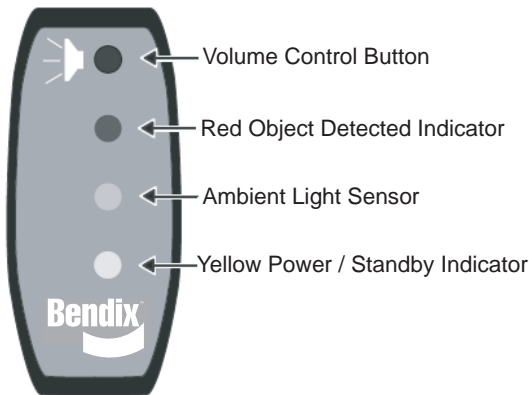 Volume Control Button
Red Object Detected Indicator
Ambient Light Sensor
Yellow Power / Standby Indicator
Bendix